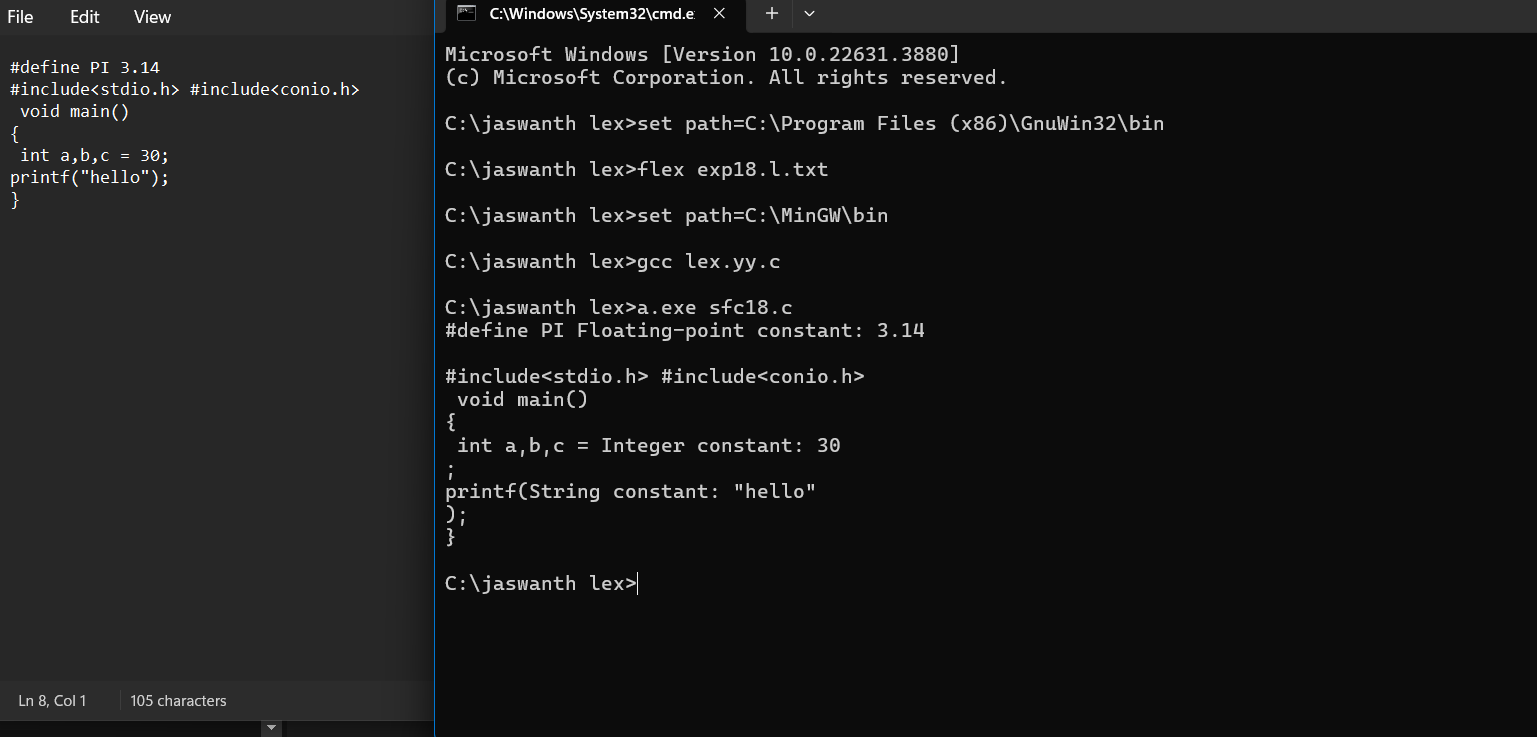 File Edit View
#define PI 3.14
#include<stdio.h> #include<conio.h>
void main()
{
int a,b,c = 30;
printf("hello");
}
Ln 8, Col 1 105 characters
C:\Windows\System32\cmd.e
Microsoft Windows [Version 10.0.22631.3880]
(c) Microsoft Corporation. All rights reserved.
C:\jaswanth lex>set path=C:\Program Files (x86)\GnuWin32\bin
C:\jaswanth lex>flex exp18.l.txt
C:\jaswanth lex>set path=C:\MinGW\bin
C:\jaswanth lex>gcc lex.yy.c
C:\jaswanth lex>a.exe sfc18.c
#define PI Floating-point constant: 3.14
#include<stdio.h> #include<conio.h>
void main()
{
int a,b,c = Integer constant: 30
;
printf(String constant: "hello"
);
}
C:\jaswanth lex>